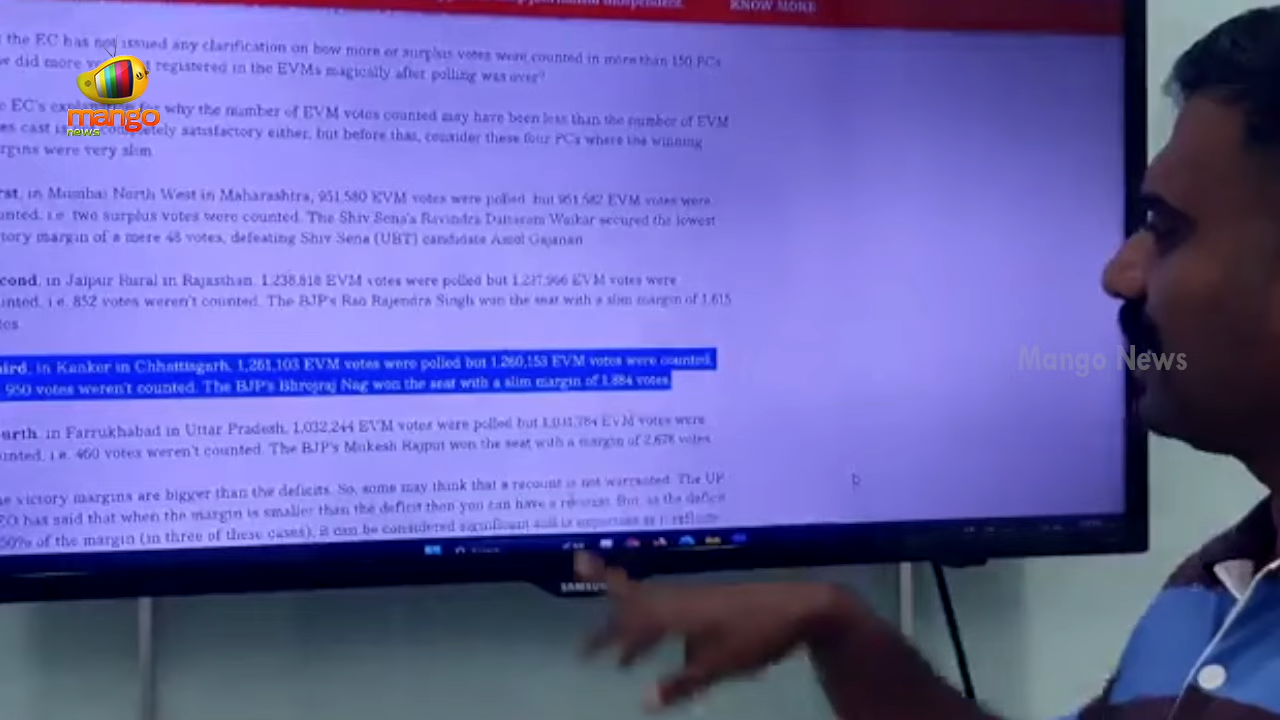 KNOW MORE
the EC has not issued any clarification on how more or surplus votes were counted in more than 150 PCs
did more registered in the EVMs magically after polling was over?
EC's for why the number of EVM votes counted may have been less than the number of EVM
cast completely satisfactory either, but before that, consider these four PCs where the winning
were very slim
in Mumbai North West in Maharashtra, 951,580 EVM votes were polled but 951,582 EVM votes were
i.e. two surplus votes were counted. The Shiv Sena's Ravindra Dattaram Waikar secured the lowest
margin of a mere 48 votes, defeating Shiv Sena (UBT) candidate Amol Gajanan
in Jaipur Rural in Rajasthan, 1,238,818 EVM votes were polled but 1,237,966 EVM votes were
i.e. 852 votes weren't counted. The BJP's Rao Rajendra Singh won the seat with a slim margin of 1,615
in Kanker in Chhattisgarh, 1,261,103 EVM votes were polled but 1,260,153 EVM votes were counted,
950 votes weren't counted. The BJP's Bhrojraj Nag won the seat with a slim margin of 1,884 votes
in Farrukhabad in Uttar Pradesh, 1,032,244 EVM votes were polled but 1,031,784 EVM votes were
i.e. 460 votes weren't counted. The BJP's Mukesh Rajput won the seat with a margin of 2,678 votes
victory margins are bigger than the deficits. So, some may think that a recount is not warranted. The UP
has said that when the margin is smaller than the deficit then you can have a recount. But, as the deficit
50% of the margin (in three of these cases), it can be considered significant and
SAMSUNG
mango
news
Mango News